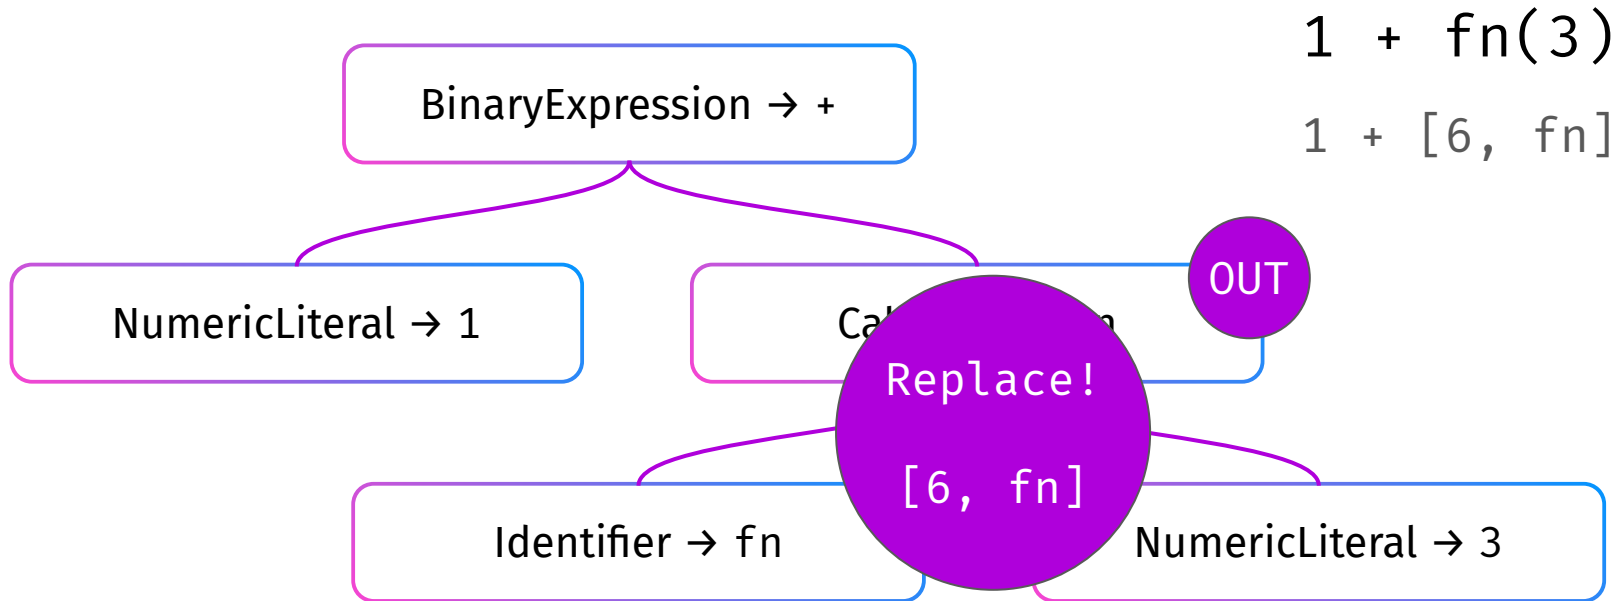 1 + fn(3)
BinaryExpression → +
1 + [6, fn]
OUT
NumericLiteral → 1
Replace!
[6, fn]
Identifier → fn
NumericLiteral → 3